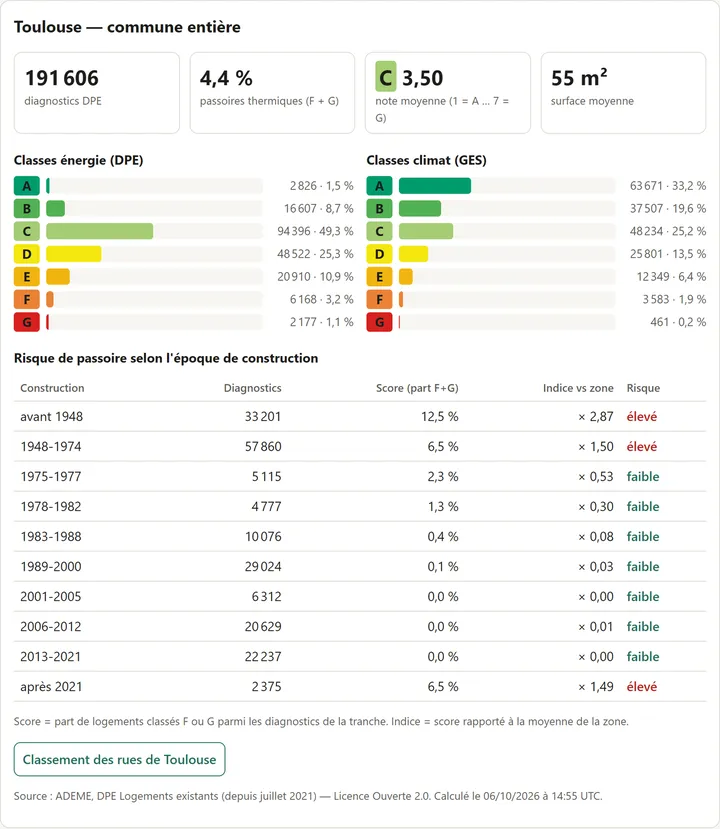 Toulouse — commune entière
191 606
diagnostics DPE
4,4 %
passoires thermiques (F + G)
C 3,50
note moyenne (1 = A ... 7 =
G)
55 m²
surface moyenne
Classes énergie (DPE)
A 2 826 · 1,5 %
B 16 607 · 8,7 %
C 94 396 · 49,3 %
D 48 522 · 25,3 %
E 20 910 · 10,9 %
F 6 168 · 3,2 %
G 2 177 · 1,1 %
Classes climat (GES)
A 63 671 · 33,2 %
B 37 507 · 19,6 %
C 48 234 · 25,2 %
D 25 801 · 13,5 %
E 12 349 · 6,4 %
F 3 583 · 1,9 %
G 461 · 0,2 %
Risque de passoire selon l'époque de construction
Construction Diagnostics Score (part F+G) Indice vs zone Risque
avant 1948 33 201 12,5 % × 2,87 élevé
1948-1974 57 860 6,5 % × 1,50 élevé
1975-1977 5 115 2,3 % × 0,53 faible
1978-1982 4 777 1,3 % × 0,30 faible
1983-1988 10 076 0,4 % × 0,08 faible
1989-2000 29 024 0,1 % × 0,03 faible
2001-2005 6 312 0,0 % × 0,00 faible
2006-2012 20 629 0,0 % × 0,01 faible
2013-2021 22 237 0,0 % × 0,00 faible
après 2021 2 375 6,5 % × 1,49 élevé
Score = part de logements classés F ou G parmi les diagnostics de la tranche. Indice = score rapporté à la moyenne de la zone.
Classement des rues de Toulouse
Source : ADEME, DPE Logements existants (depuis juillet 2021) — Licence Ouverte 2.0. Calculé le 06/10/2026 à 14:55 UTC.